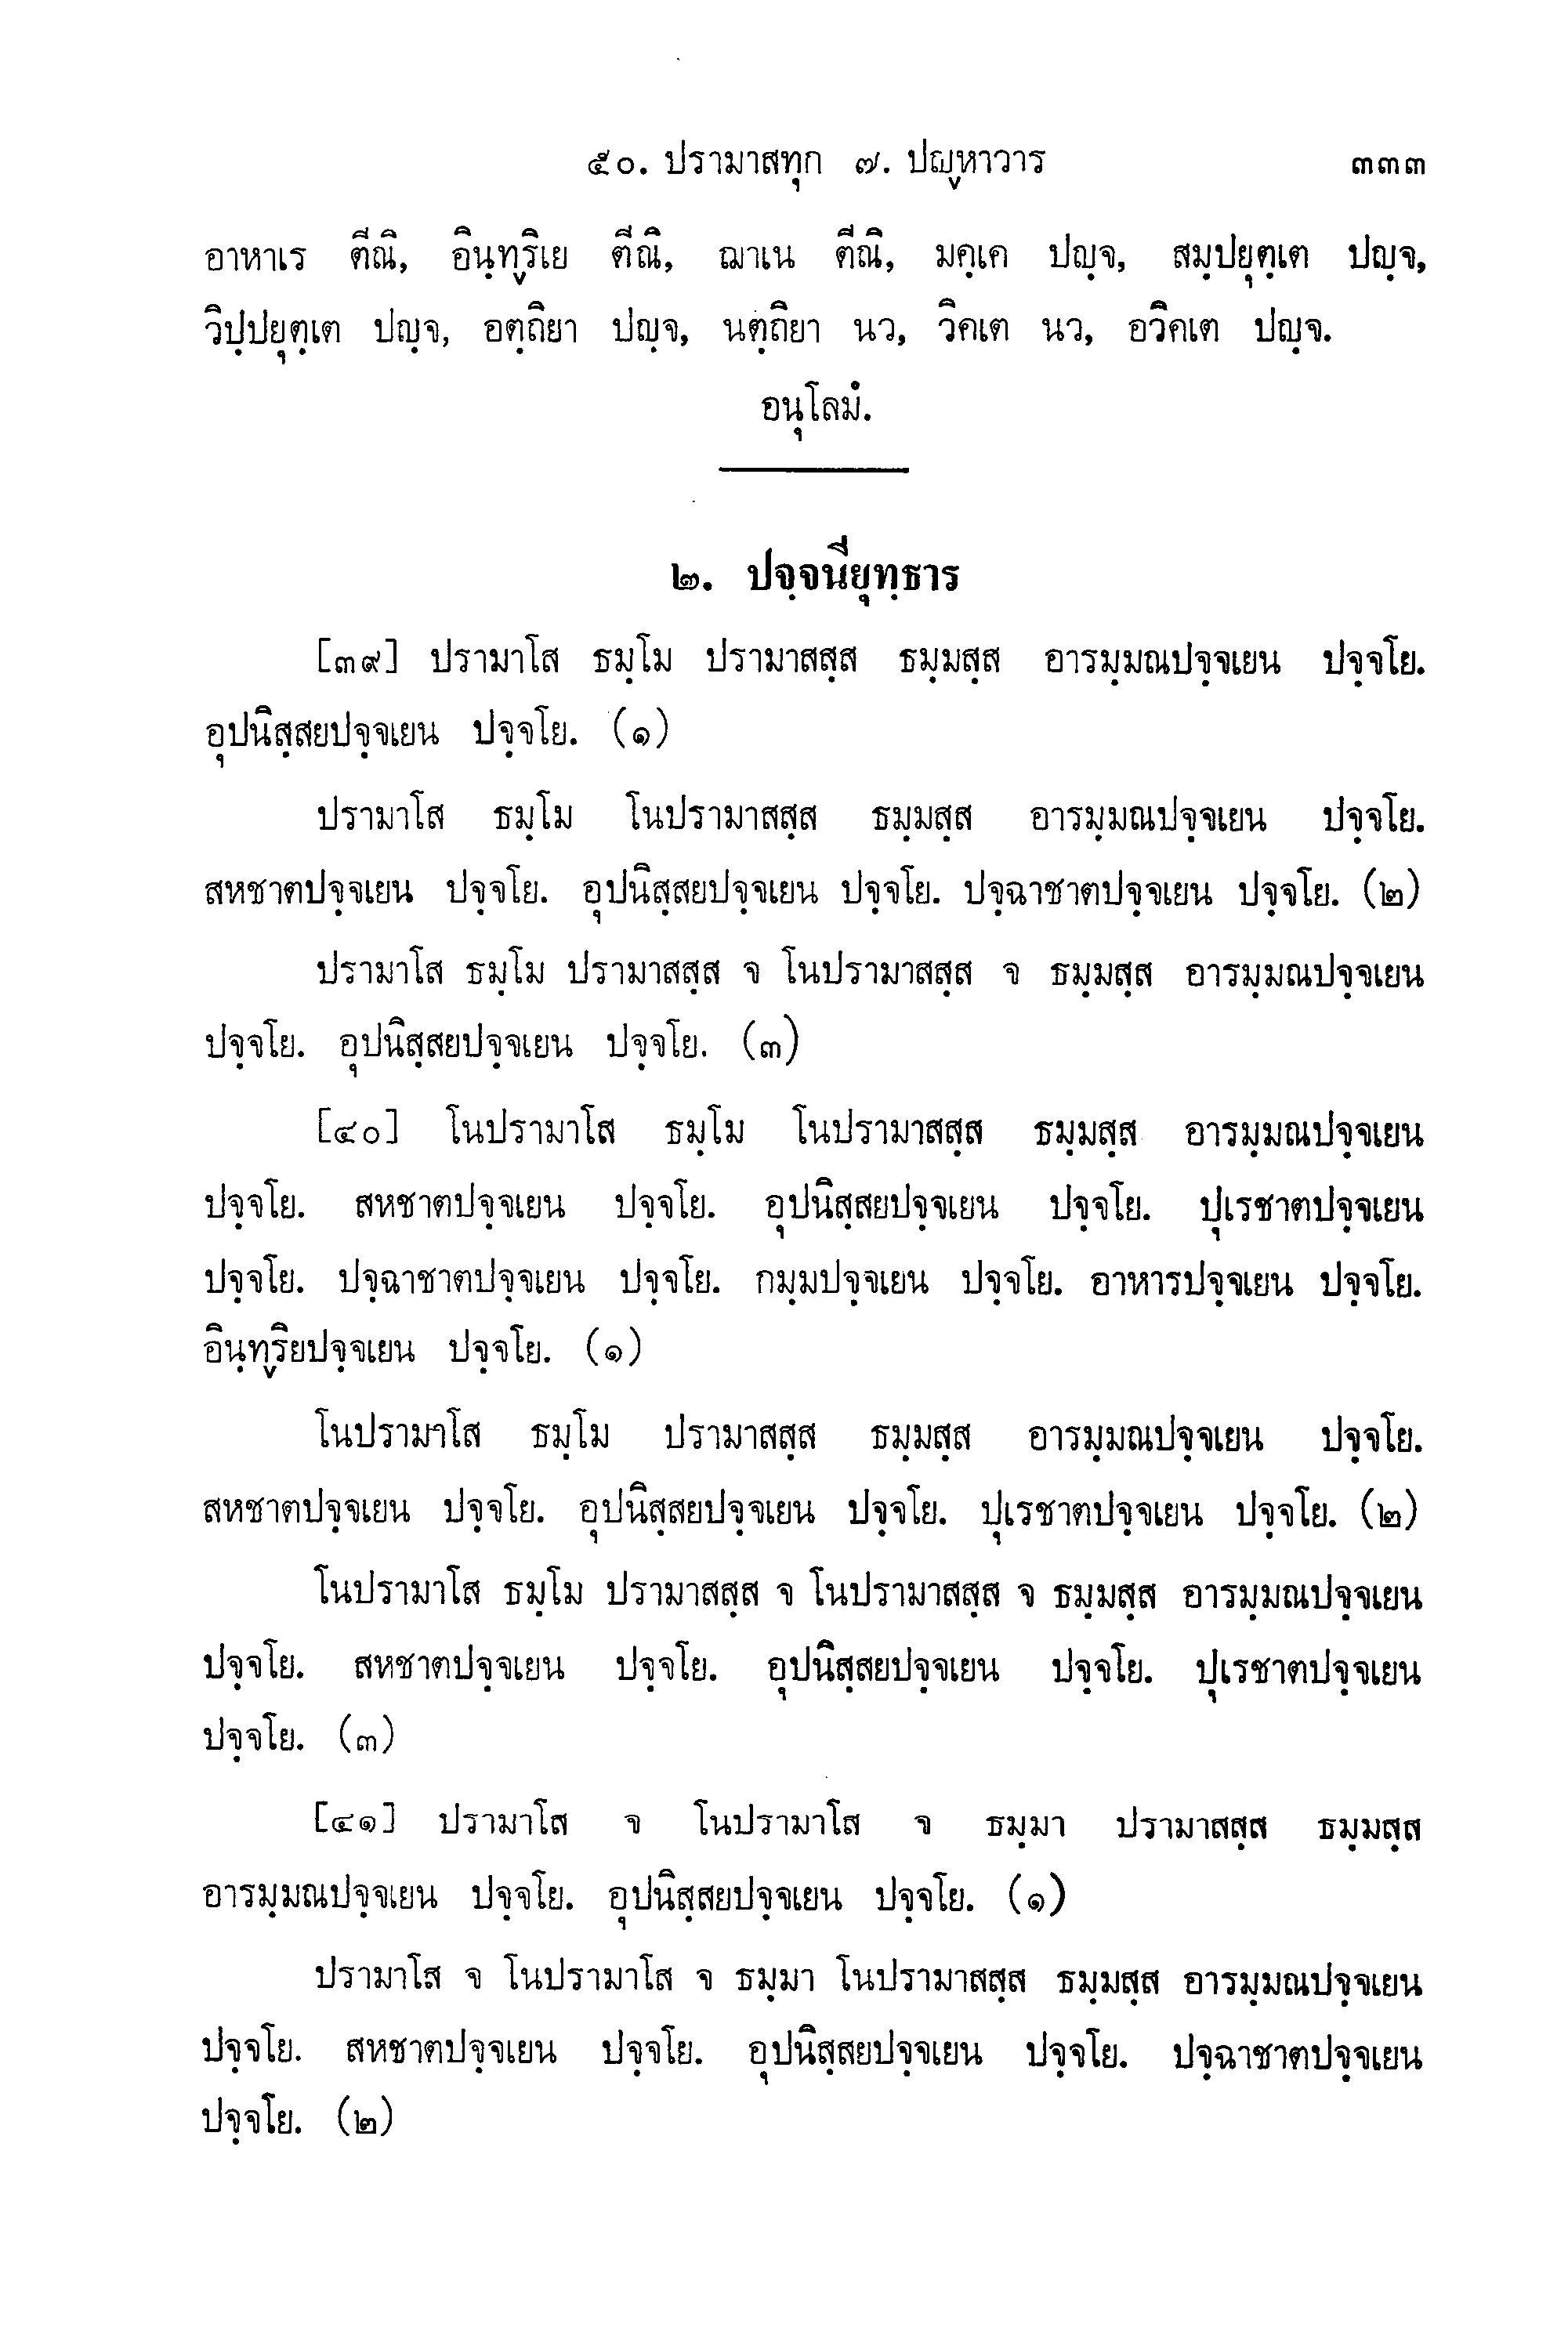 ๕๐. ปรามาสทุก ๗. ปญฺหาวาร ๓๓๓
อาหาเร ตีณิ, อินฺทฺริเย ตีณิ, ฌาเน ตีณิ, มคฺเค ปญฺจ, สมฺปยุตฺเต ปญฺจ,
วิปฺปยุตฺเต ปญฺจ, อตฺถิยา ปญฺจ, นตฺถิยา นว, วิคเต นว, อวิคเต ปญฺจ.
อนุโลมํ.
๒. ปจฺจนียุทฺธาร
[๓๙] ปรามาโส ธมฺโม ปรามาสสฺส ธมฺมสฺส อารมฺมณปจฺจเยน ปจฺจโย.
อุปนิสฺสยปจฺจเยน ปจฺจโย. (๑)
ปรามาโส ธมฺโม โนปรามาสสฺส ธมฺมสฺส อารมฺมณปจฺจเยน ปจฺจโย.
สหชาตปจฺจเยน ปจฺจโย. อุปนิสฺสยปจฺจเยน ปจฺจโย. ปจฺฉาชาตปจฺจเยน ปจฺจโย. (๒)
ปรามาโส ธมฺโม ปรามาสสฺส จ โนปรามาสสฺส จ ธมฺมสฺส อารมฺมณปจฺจเยน
ปจฺจโย. อุปนิสฺสยปจฺจเยน ปจฺจโย. (๓)
[๔๐] โนปรามาโส ธมฺโม โนปรามาสสฺส ธมฺมสฺส อารมฺมณปจฺจเยน
ปจฺจโย. สหชาตปจฺจเยน ปจฺจโย. อุปนิสฺสยปจฺจเยน ปจฺจโย. ปุเรชาตปจฺจเยน
ปจฺจโย. ปจฺฉาชาตปจฺจเยน ปจฺจโย. กมฺมปจฺจเยน ปจฺจโย. อาหารปจฺจเยน ปจฺจโย.
อินฺทฺริยปจฺจเยน ปจฺจโย. (๑)
โนปรามาโส ธมฺโม ปรามาสสฺส ธมฺมสฺส อารมฺมณปจฺจเยน ปจฺจโย.
สหชาตปจฺจเยน ปจฺจโย. อุปนิสฺสยปจฺจเยน ปจฺจโย. ปุเรชาตปจฺจเยน ปจฺจโย. (๒)
โนปรามาโส ธมฺโม ปรามาสสฺส จ โนปรามาสสฺส จ ธมฺมสฺส อารมฺมณปจฺจเยน
ปจฺจโย. สหชาตปจฺจเยน ปจฺจโย. อุปนิสฺสยปจฺจเยน ปจฺจโย. ปุเรชาตปจฺจเยน
ปจฺจโย. (๓)
[๔๑] ปรามาโส จ โนปรามาโส จ ธมฺมา ปรามาสสฺส ธมฺมสฺส
อารมฺมณปจฺจเยน ปจฺจโย. อุปนิสฺสยปจฺจเยน ปจฺจโย. (๑)
ปรามาโส จ โนปรามาโส จ ธมฺมา โนปรามาสสฺส ธมฺมสฺส อารมฺมณปจฺจเยน
ปจฺจโย. สหชาตปจฺจเยน ปจฺจโย. อุปนิสฺสยปจฺจเยน ปจฺจโย. ปจฺฉาชาตปจฺจเยน
ปจฺจโย. (๒)